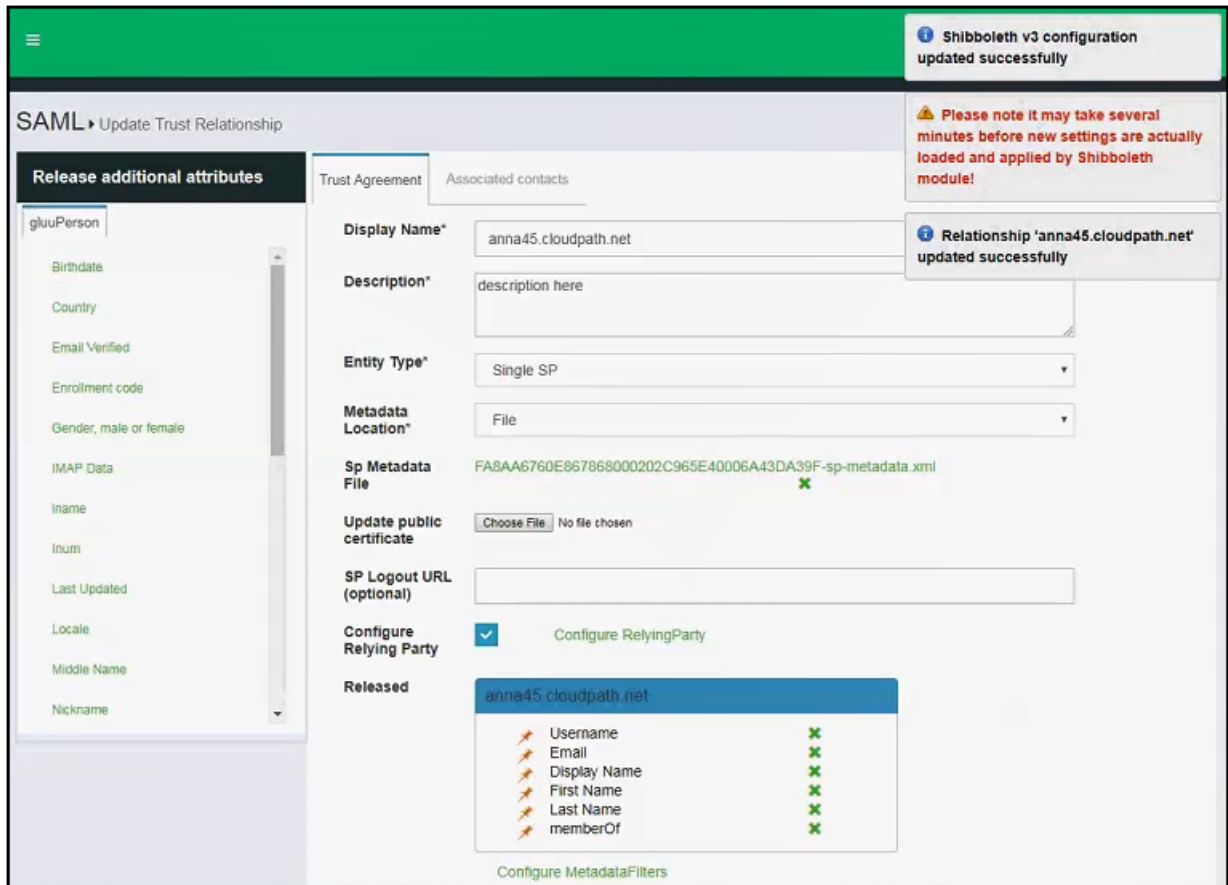 Shibboleth v3 configuration
updated successfully
Please note it may take several
minutes before new settings are actually
loaded and applied by Shibboleth
module!
Relationship 'anna45.cloudpath.net'
updated successfully
SAML Update Trust Relationship
Release additional attributes
gluuPerson
Birthdate
Country
Email Verified
Enrollment code
Gender, male or female
IMAP Data
Iname
Inum
Last Updated
Locale
Middle Name
Nickname
Trust Agreement
Associated contacts
Display Name*
anna45.cloudpath.net
Description*
description here
Entity Type*
Single SP
Metadata
Location*
File
Sp Metadata
File
FA8AA6760E867868000202C965E40006A43DA39F-sp-metadata.xml
Update public
certificate
Choose File No file chosen
SP Logout URL
(optional)
Configure
Relying Party
Configure RelyingParty
Released
anna45.cloudpath.net
Username
Email
Display Name
First Name
Last Name
memberOf
Configure MetadataFilters